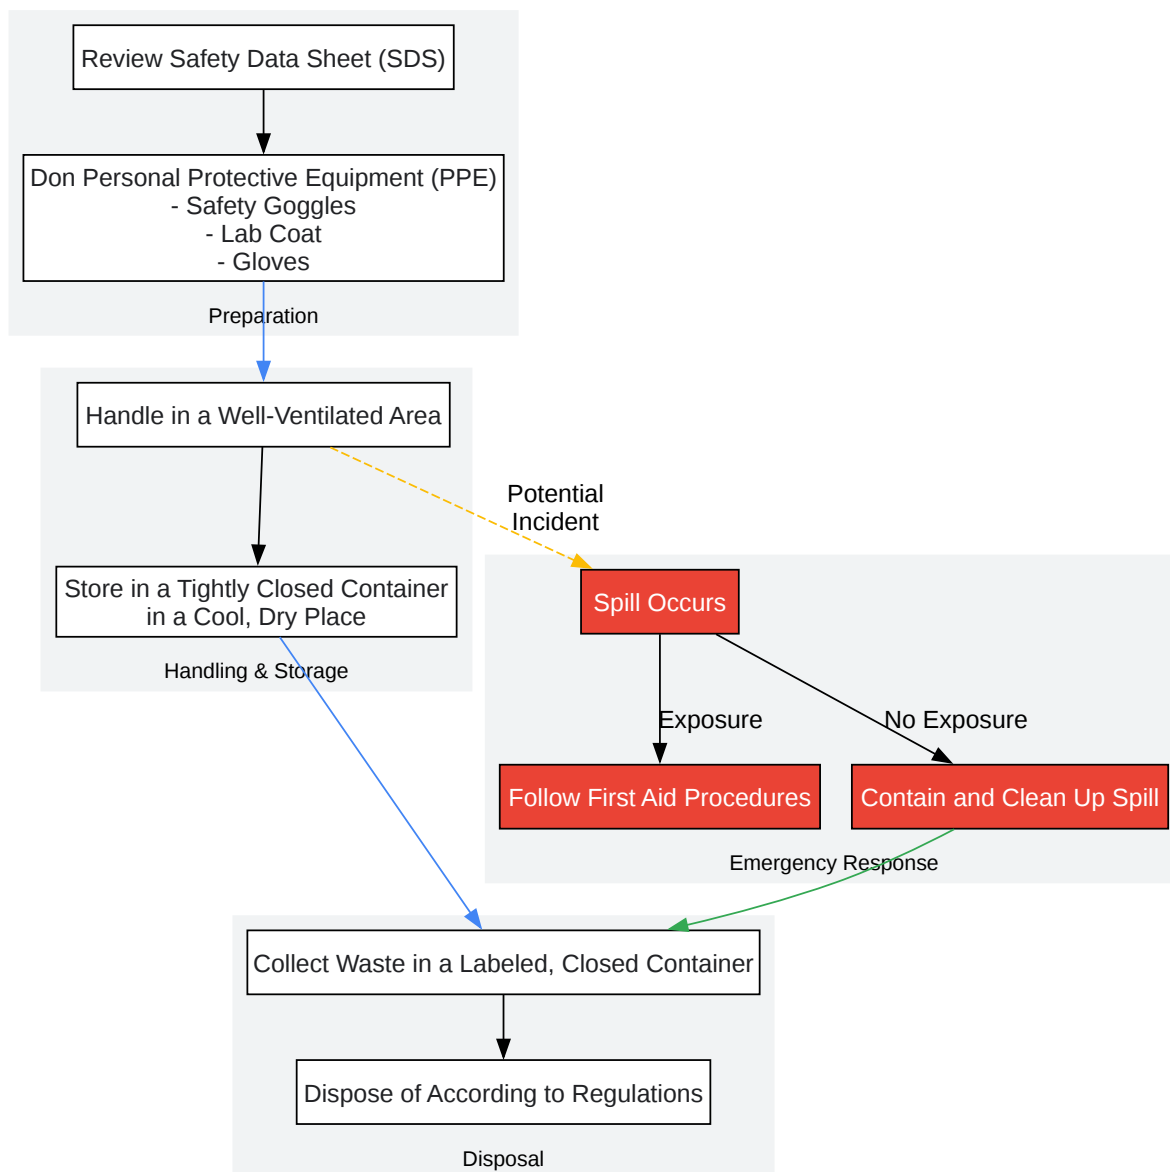 Review Safety Data Sheet (SDS)
Don Personal Protective Equipment (PPE)
- Safety Goggles
- Lab Coat
- Gloves
Preparation
Handle in a Well-Ventilated Area
Potential
Incident
Store in a Tightly Closed Container
in a Cool, Dry Place
Handling & Storage
Spill Occurs
Exposure
No Exposure
Follow First Aid Procedures
Contain and Clean Up Spill
Emergency Response
Collect Waste in a Labeled, Closed Container
Dispose of According to Regulations
Disposal